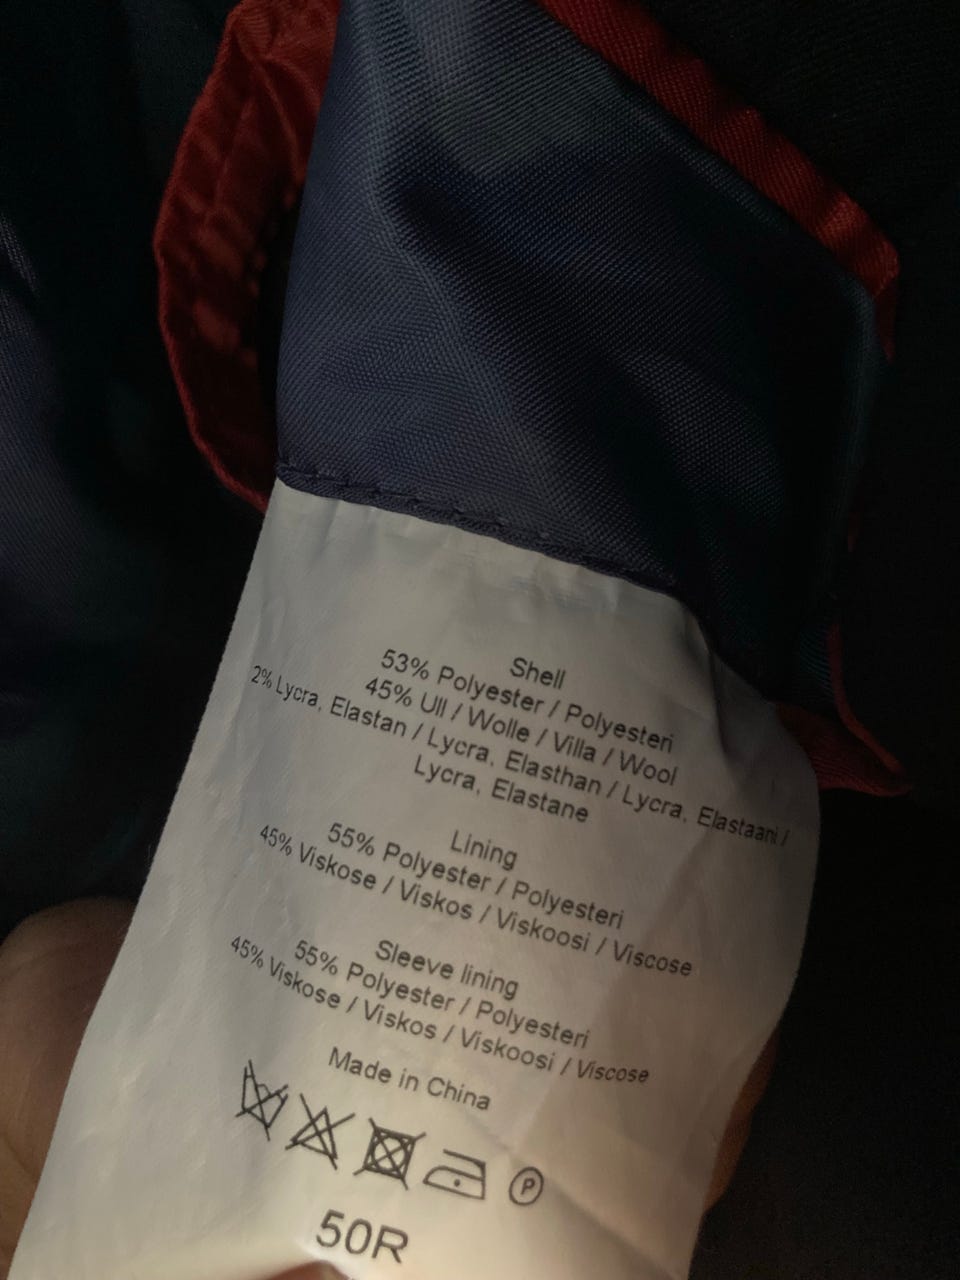 Shell
53% Polyester / Polyesteri
45% Ull / Wolle / Villa / Wool
2% Lycra, Elastan / Lycra, Elasthan / Lycra, Elastaani /
Lycra, Elastane
Lining
55% Polyester / Polyesteri
45% Viskose / Viskos / Viskoosi / Viscose
Sleeve lining
55% Polyester / Polyesteri
45% Viskose / Viskos / Viskoosi / Viscose
Made in China
P
50R